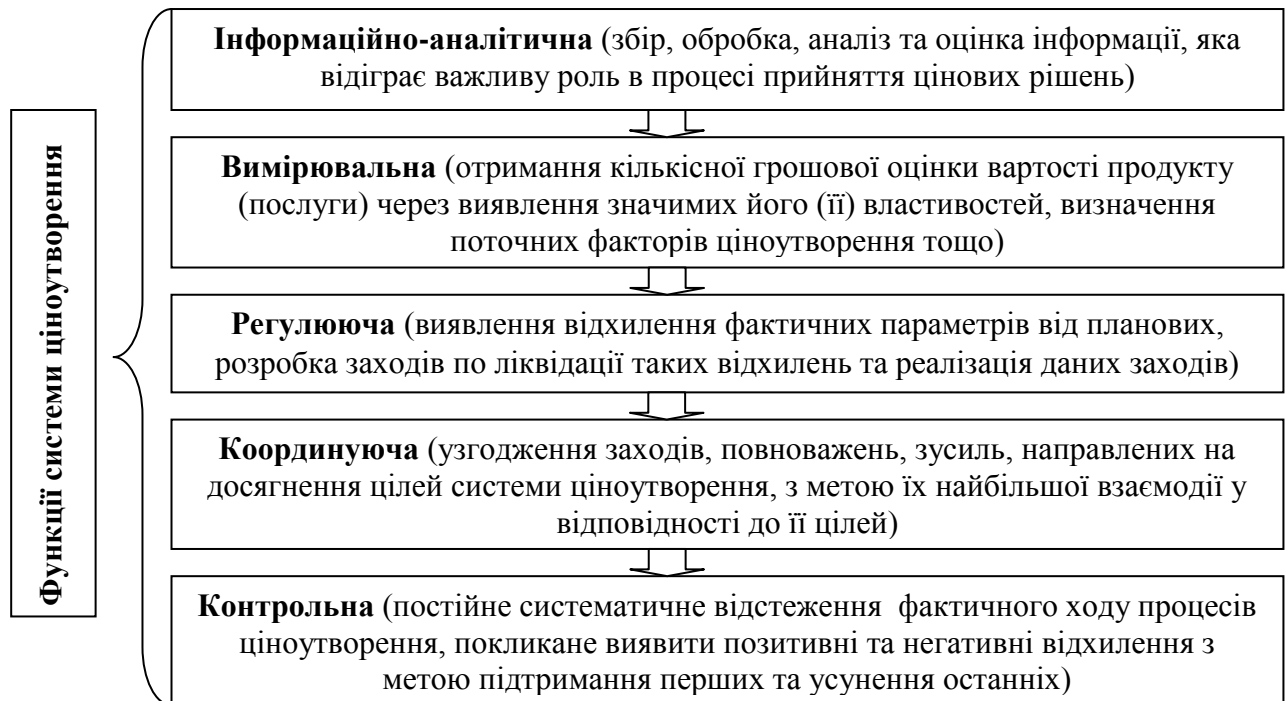 Функції системи ціноутворення
Інформаційно-аналітична (збір, обробка, аналіз та оцінка інформації, яка
відіграє важливу роль в процесі прийняття цінових рішень)
Вимірювальна (отримання кількісної грошової оцінки вартості продукту
(послуги) через виявлення значимих його (її) властивостей, визначення
поточних факторів ціноутворення тощо)
Регулююча (виявлення відхилення фактичних параметрів від планових,
розробка заходів по ліквідації таких відхилень та реалізація даних заходів)
Координуюча (узгодження заходів, повноважень, зусиль, направлених на
досягнення цілей системи ціноутворення, з метою їх найбільшої взаємодії у
відповідності до її цілей)
Контрольна (постійне систематичне відстеження фактичного ходу процесів
ціноутворення, покликане виявити позитивні та негативні відхилення з
метою підтримання перших та усунення останніх)